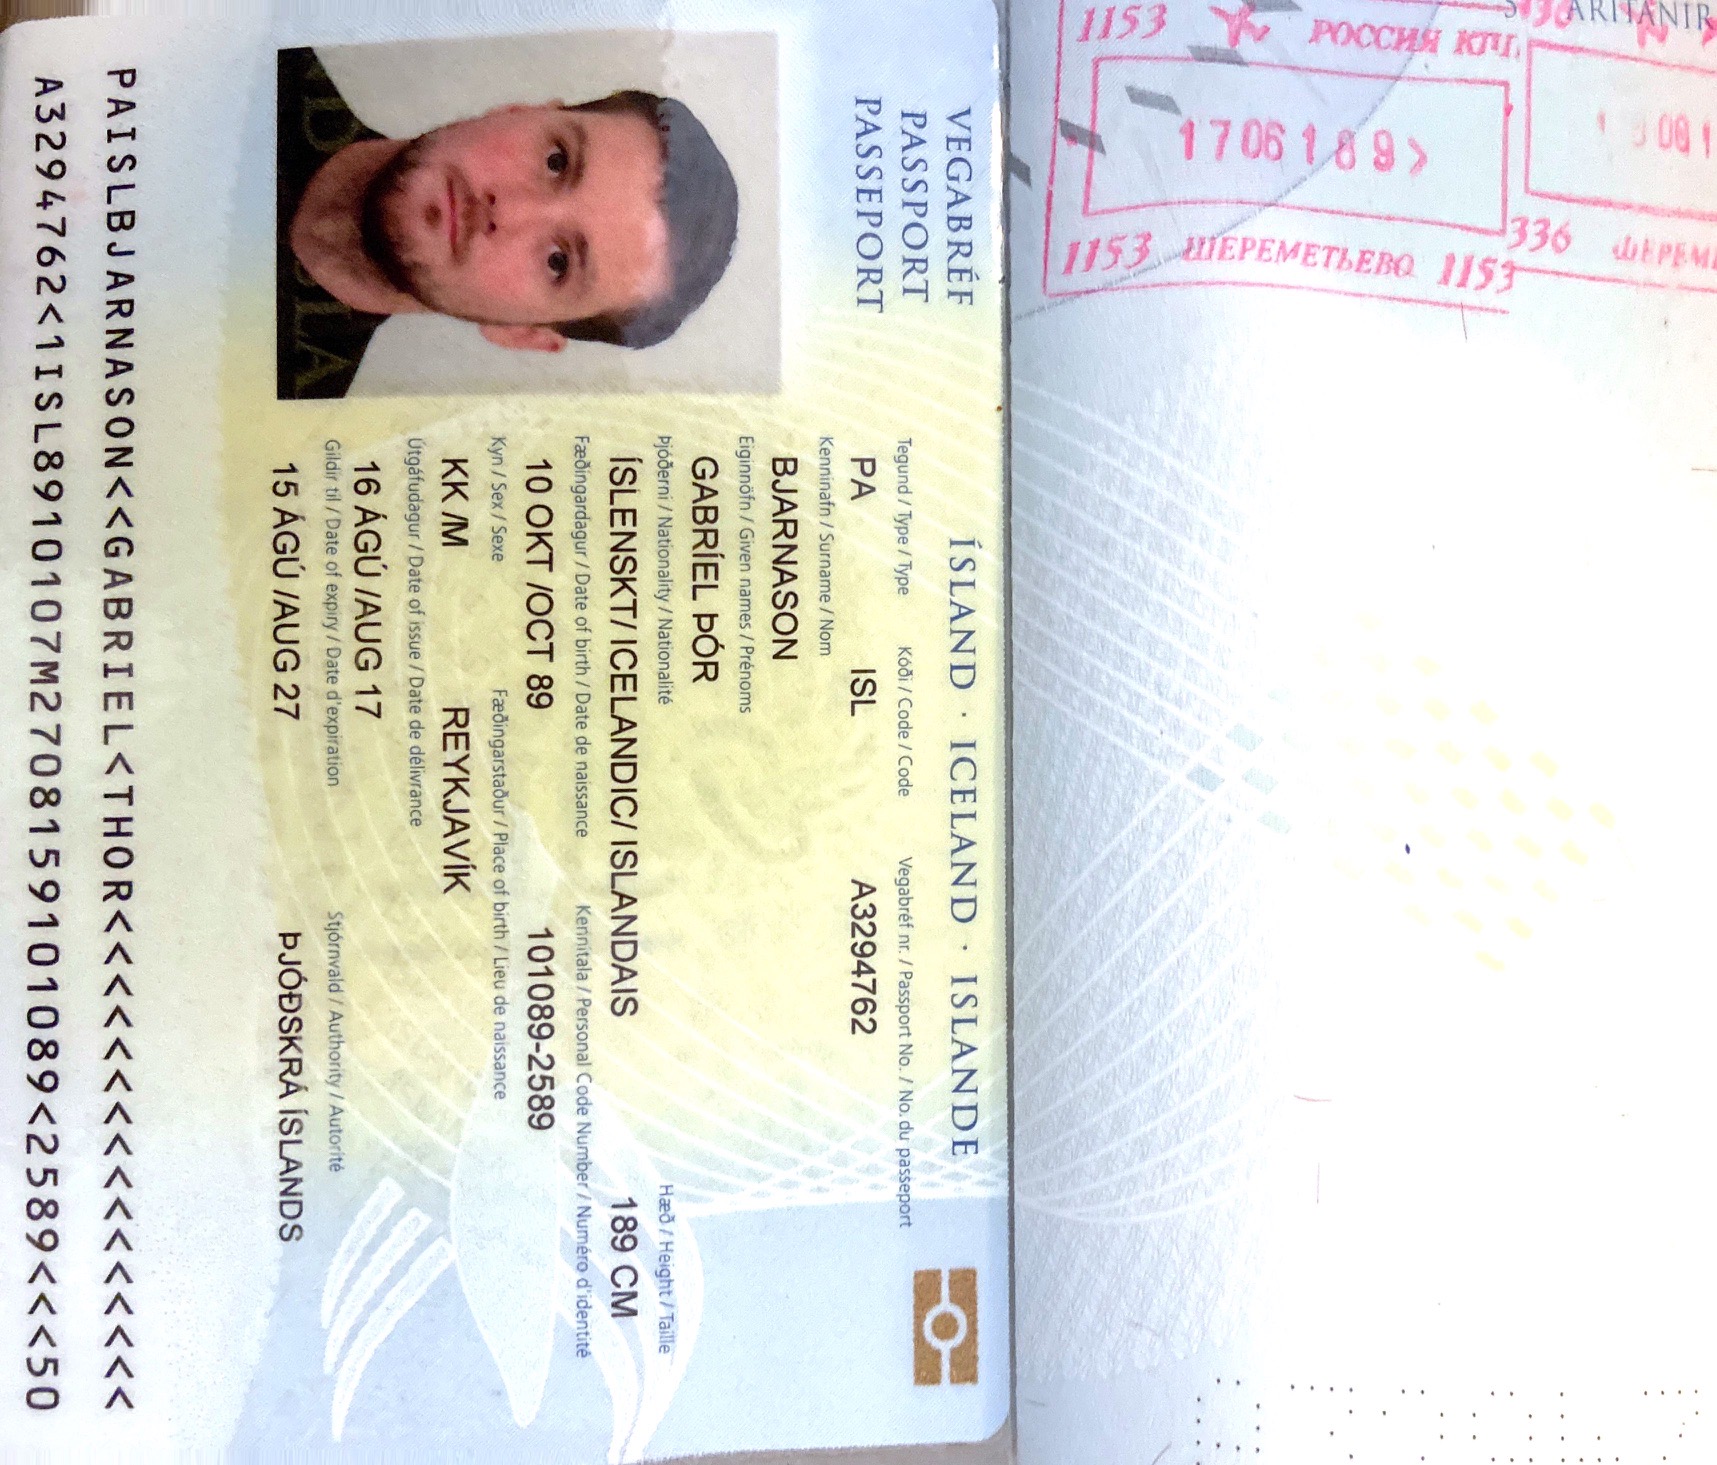 VEGABRÉF
PASSPORT
PASSEPORT
ÍSLAND · ICELAND · ISLANDE
Tegund / Type / Type
Kóði / Code / Code
Vegabréf nr. / Passport No. / No. du passeport
PA
ISL
A3294762
Kenninafn / Surname / Nom
BJARNASON
Eiginnöfn / Given names / Prénoms
GABRÍEL ÞÓR
Þjóðerni / Nationality / Nationalité
Hæð / Height / Taille
ÍSLENSKT/ ICELANDIC/ ISLANDAIS
189 CM
Fæðingardagur / Date of birth / Date de naissance
Kennitala / Personal Code Number / Numéro d'identité
10 OKT /OCT 89
101089-2589
Kyn / Sex / Sexe
Fæðingarstaður / Place of birth / Lieu de naissance
KK /M
REYKJAVÍK
Útgáfudagur / Date of issue / Date de délivrance
16 ÁGÚ /AUG 17
Gildir til / Date of expiry / Date d'expiration
Stjórnvald / Authority / Autorité
15 ÁGÚ /AUG 27
ÞJÓÐSKRÁ ÍSLANDS
PAISLBJARNASON<<GABRIEL<THOR<<<<<<<<<<<<<<<<
A3294762<1ISL8910107M2708159101089<2589<<<50
1153
РОССИЯ КПП
1153 ШЕРЕМЕТЬЕВО 1153
336